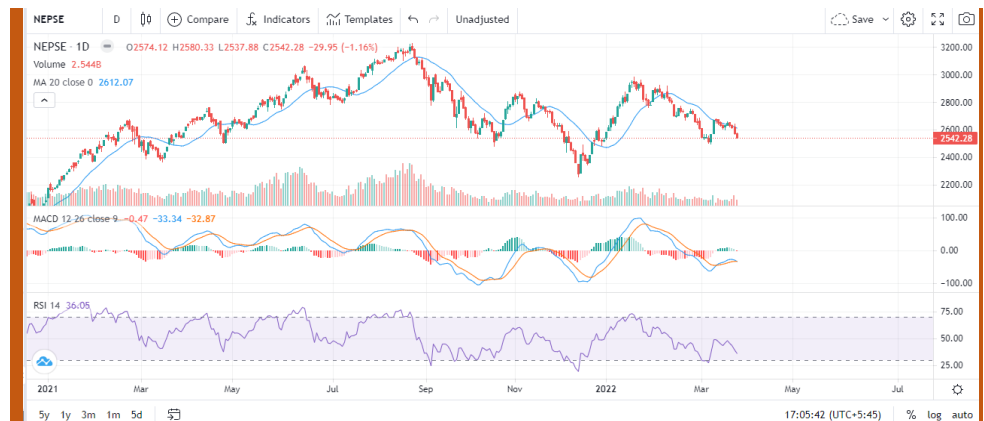 NEPSE D Compare Indicators Templates Unadjusted Save
NEPSE · 1D O2574.12 H2580.33 L2537.88 C2542.28 −29.95 (−1.16%)
Volume 2.544B
MA 20 close 0 2612.07
3200.00
3000.00
2800.00
2600.00
2542.28
2400.00
2200.00
MACD 12 26 close 9 −0.47 −33.34 −32.87
100.00
0.00
−100.00
RSI 14 36.05
75.00
50.00
25.00
2021 Mar May Jul Sep Nov 2022 Mar May Jul
5y 1y 3m 1m 5d 17:05:42 (UTC+5:45) % log auto